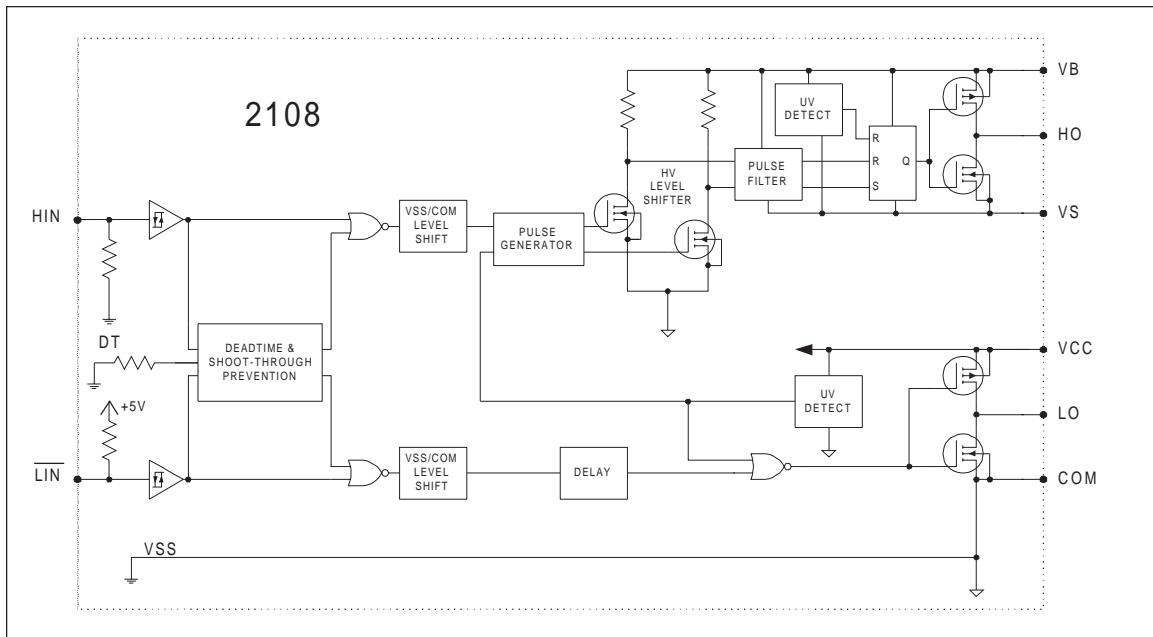 2108
VB
HO
VS
UV
DETECT
R
R
S
Q
PULSE
FILTER
HV
LEVEL
SHIFTER
HIN
VSS/COM
LEVEL
SHIFT
PULSE
GENERATOR
DT
DEADTIME &
SHOOT-THROUGH
PREVENTION
+5V
VCC
UV
DETECT
LO
LIN
VSS/COM
LEVEL
SHIFT
DELAY
COM
VSS